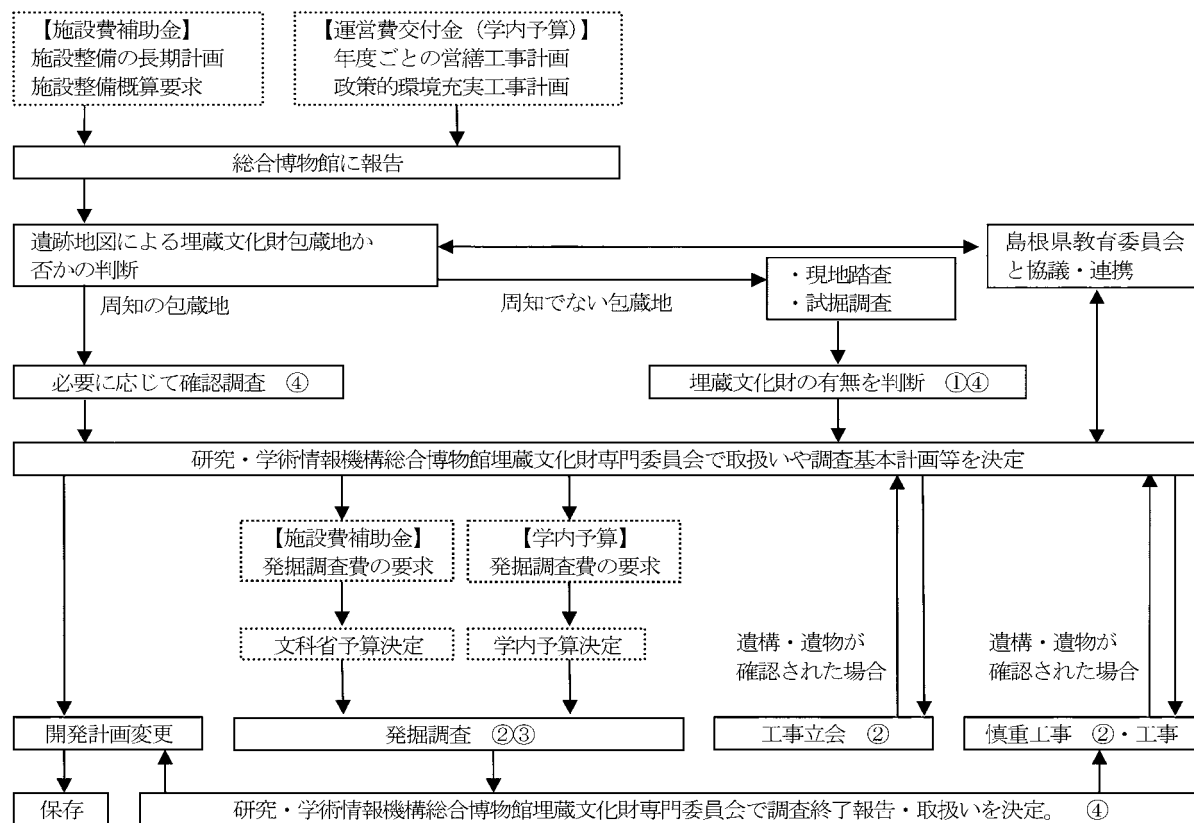 【施設費補助金】
施設整備の長期計画
施設整備概算要求
【運営費交付金（学内予算）】
年度ごとの営繕工事計画
政策的環境充実工事計画
総合博物館に報告
遺跡地図による埋蔵文化財包蔵地か
否かの判断
島根県教育委員会
と協議・連携
・現地踏査
・試掘調査
周知の包蔵地
周知でない包蔵地
必要に応じて確認調査　④
埋蔵文化財の有無を判断　①④
研究・学術情報機構総合博物館埋蔵文化財専門委員会で取扱いや調査基本計画等を決定
【施設費補助金】
発掘調査費の要求
【学内予算】
発掘調査費の要求
文科省予算決定
学内予算決定
遺構・遺物が
確認された場合
遺構・遺物が
確認された場合
開発計画変更
発掘調査　②③
工事立会　②
慎重工事　②・工事
保存
研究・学術情報機構総合博物館埋蔵文化財専門委員会で調査終了報告・取扱いを決定。　④